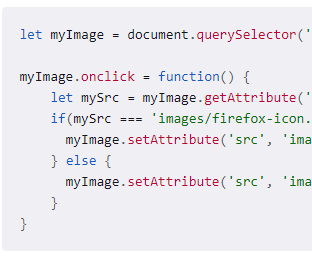 let myImage = document.querySelector('
myImage.onclick = function() {
    let mySrc = myImage.getAttribute('
    if(mySrc === 'images/firefox-icon.
      myImage.setAttribute('src', 'ima
    } else {
      myImage.setAttribute('src', 'ima
    }
}